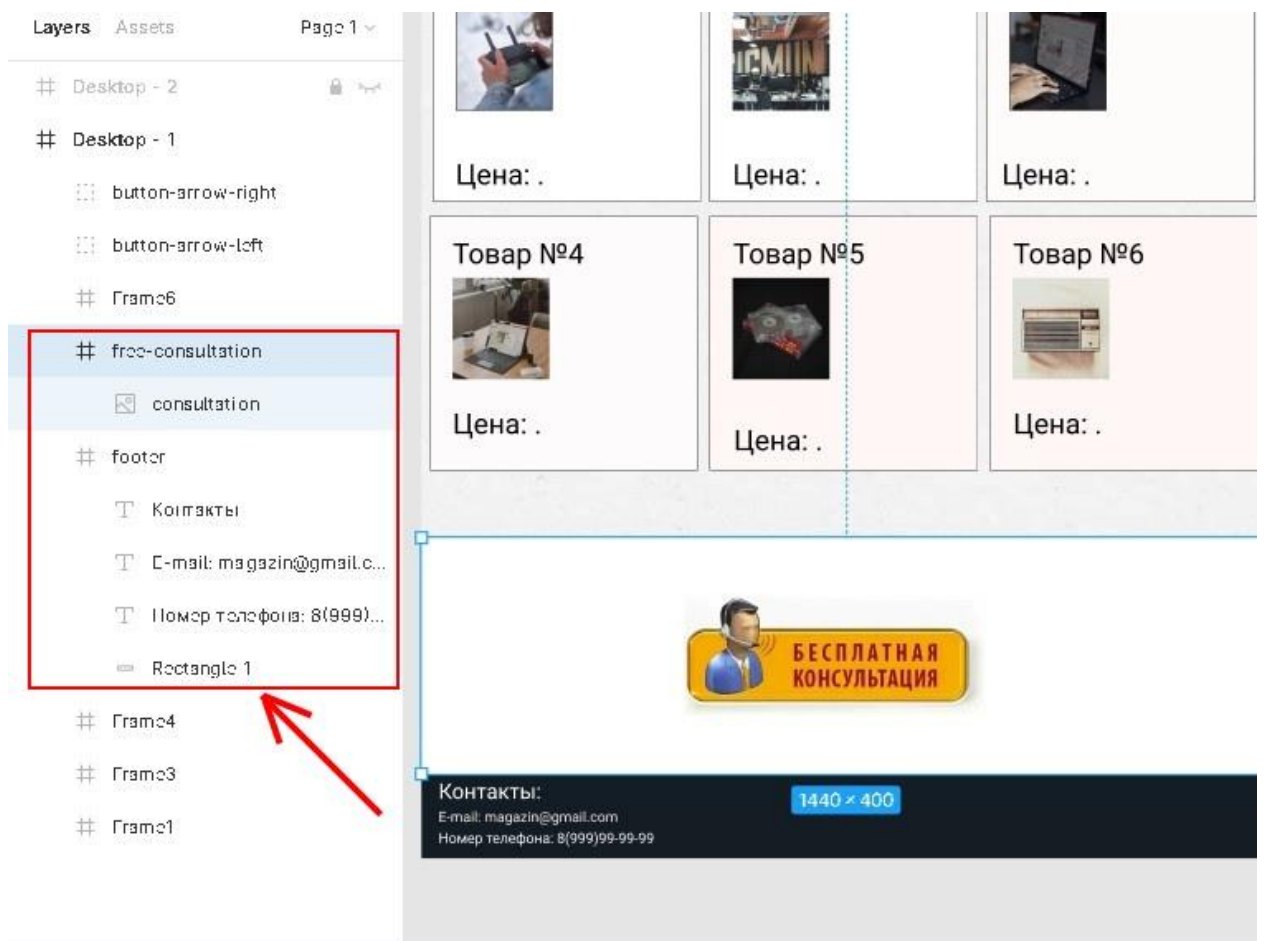 Layers Assets Page 1
Desktop - 2
Desktop - 1
button-arrow-right
button-arrow-left
Frame6
free-consultation
consultation
footer
Контакты
E-mail: magazin@gmail.c...
Номер телефона: 8(999)...
Rectangle 1
Frame4
Frame3
Frame1
PICMIIN
Цена: .
Цена: .
Цена: .
Товар №4
Товар №5
Товар №6
Цена: .
Цена: .
Цена: .
БЕСПЛАТНАЯ
КОНСУЛЬТАЦИЯ
Контакты:
1440 × 400
E-mail: magazin@gmail.com
Номер телефона: 8(999)99-99-99